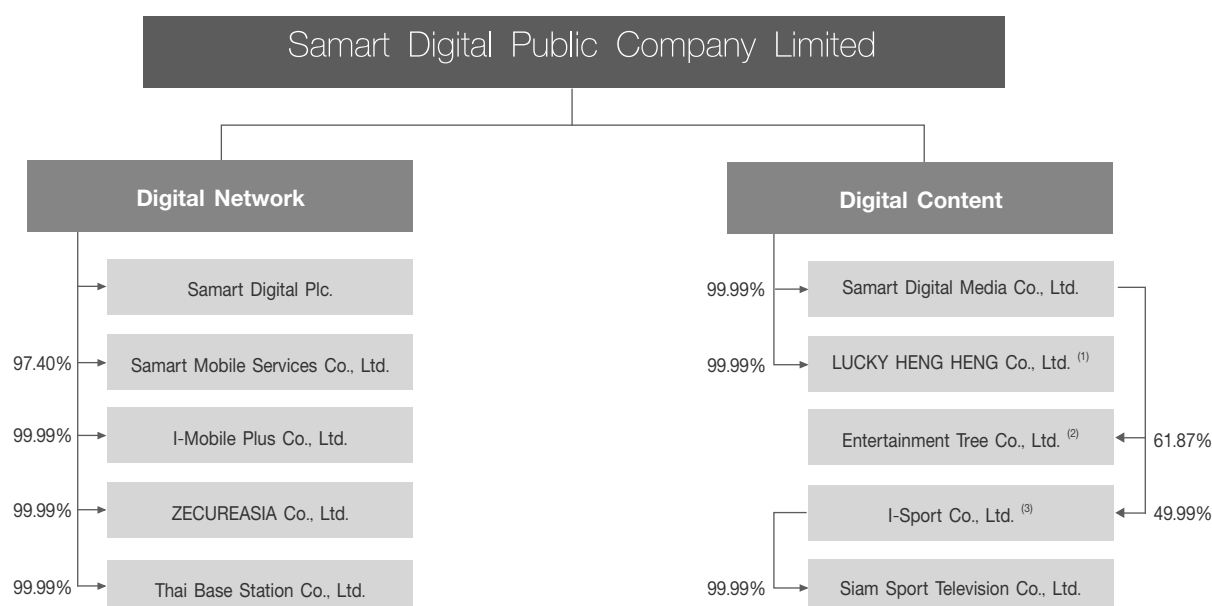 Samart Digital Public Company Limited
Digital Network
Samart Digital Plc.
97.40%
Samart Mobile Services Co., Ltd.
99.99%
I-Mobile Plus Co., Ltd.
99.99%
ZECUREASIA Co., Ltd.
99.99%
Thai Base Station Co., Ltd.
Digital Content
99.99%
Samart Digital Media Co., Ltd.
99.99%
LUCKY HENG HENG Co., Ltd. (1)
Entertainment Tree Co., Ltd. (2)
61.87%
I-Sport Co., Ltd. (3)
49.99%
99.99%
Siam Sport Television Co., Ltd.